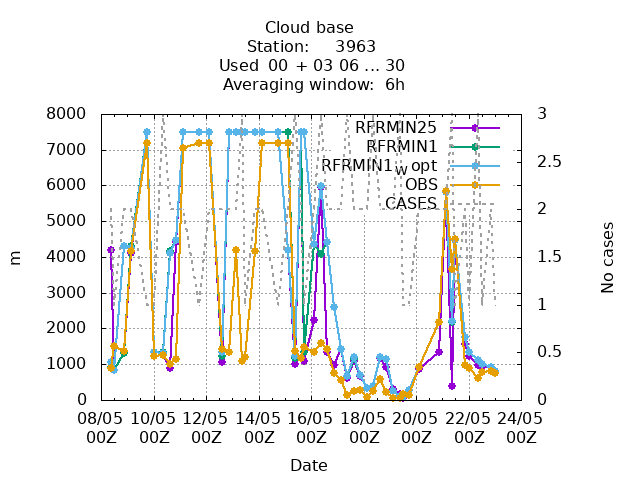 Cloud base
Station: 3963
Used 00 + 03 06 ... 30
Averaging window: 6h
8000 3
RFRMIN25
7000 RFRMIN1 2.5
RFRMIN1w opt
6000 OBS
CASES 2
5000
m 4000 1.5 No cases
3000 1
2000
1000 0.5
0 0
08/05 10/05 12/05 14/05 16/05 18/05 20/05 22/05 24/05
00Z 00Z 00Z 00Z 00Z 00Z 00Z 00Z 00Z
Date